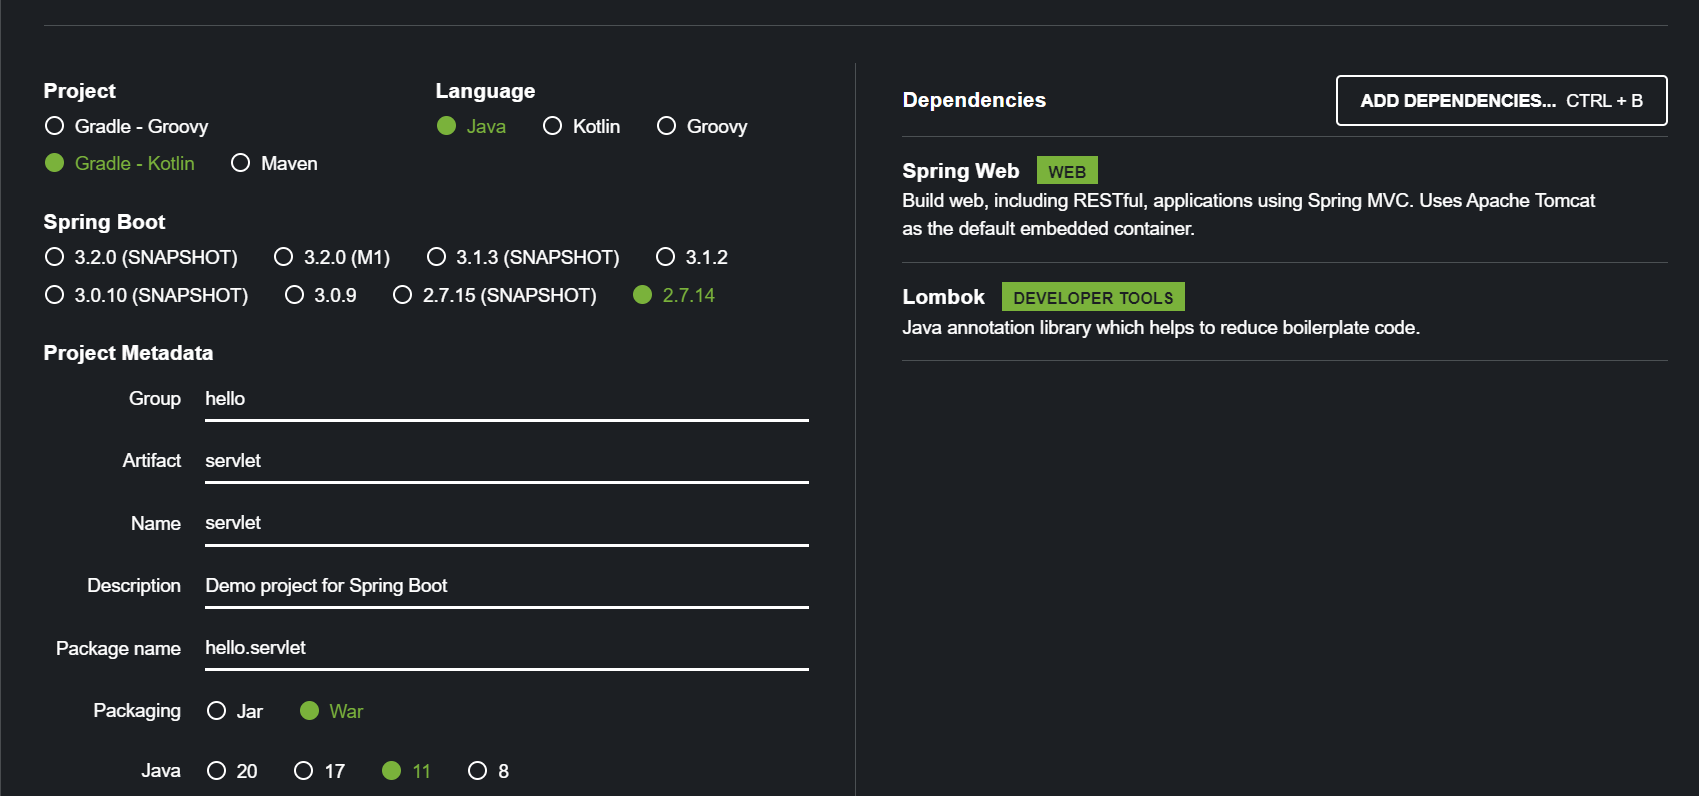 Project
Gradle - Groovy
Gradle - Kotlin Maven
Language
Java Kotlin Groovy
Spring Boot
3.2.0 (SNAPSHOT) 3.2.0 (M1) 3.1.3 (SNAPSHOT) 3.1.2
3.0.10 (SNAPSHOT) 3.0.9 2.7.15 (SNAPSHOT) 2.7.14
Project Metadata
Group hello
Artifact servlet
Name servlet
Description Demo project for Spring Boot
Package name hello.servlet
Packaging Jar War
Java 20 17 11 8
Dependencies ADD DEPENDENCIES... CTRL + B
Spring Web WEB
Build web, including RESTful, applications using Spring MVC. Uses Apache Tomcat
as the default embedded container.
Lombok DEVELOPER TOOLS
Java annotation library which helps to reduce boilerplate code.